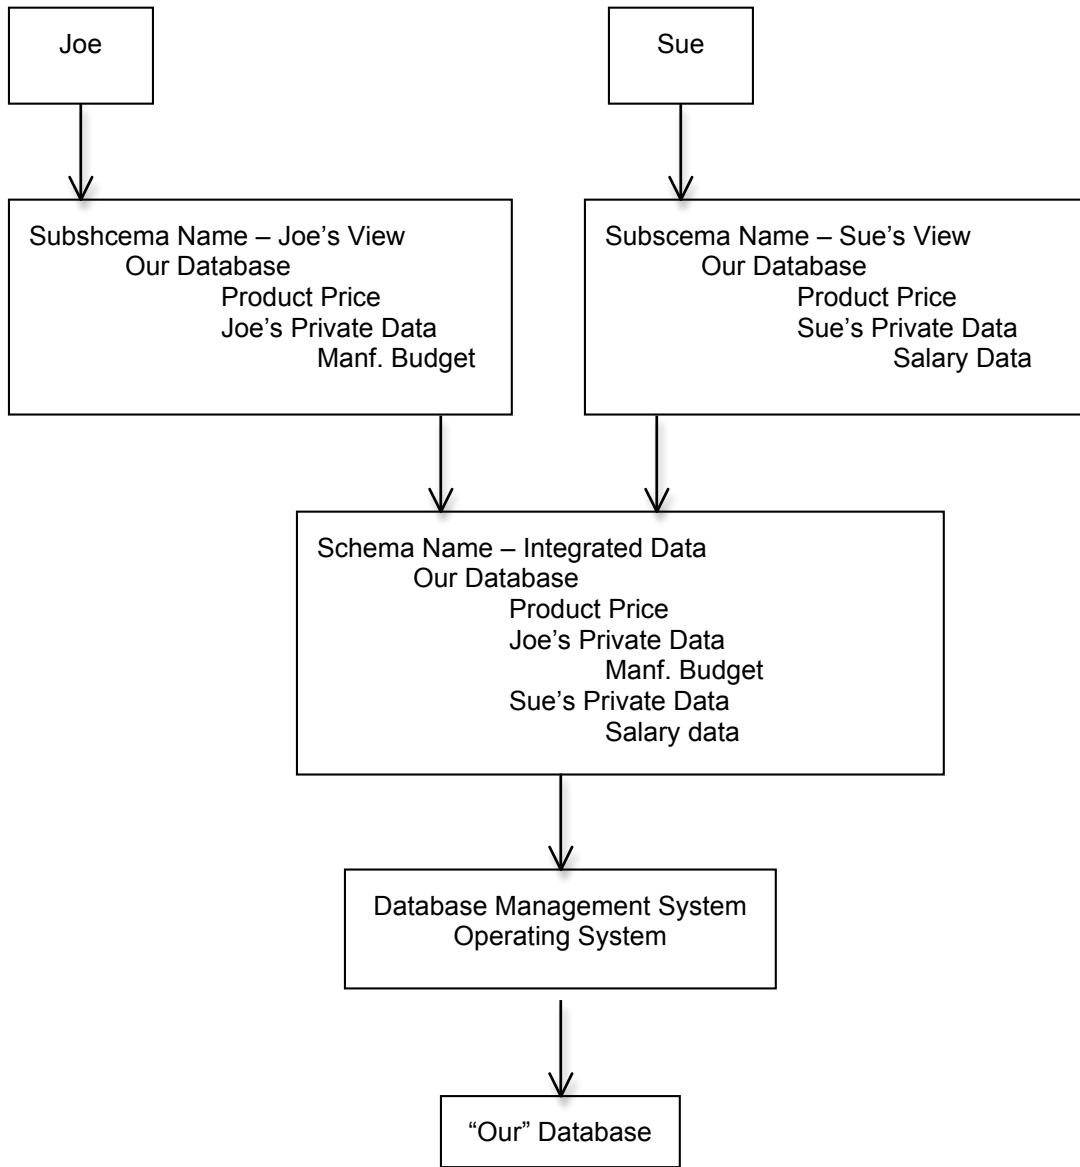 Joe
Sue
Subshcema Name – Joe’s View
Our Database
Product Price
Joe’s Private Data
Manf. Budget
Subscema Name – Sue’s View
Our Database
Product Price
Sue’s Private Data
Salary Data
Schema Name – Integrated Data
Our Database
Product Price
Joe’s Private Data
Manf. Budget
Sue’s Private Data
Salary data
Database Management System
Operating System
“Our” Database